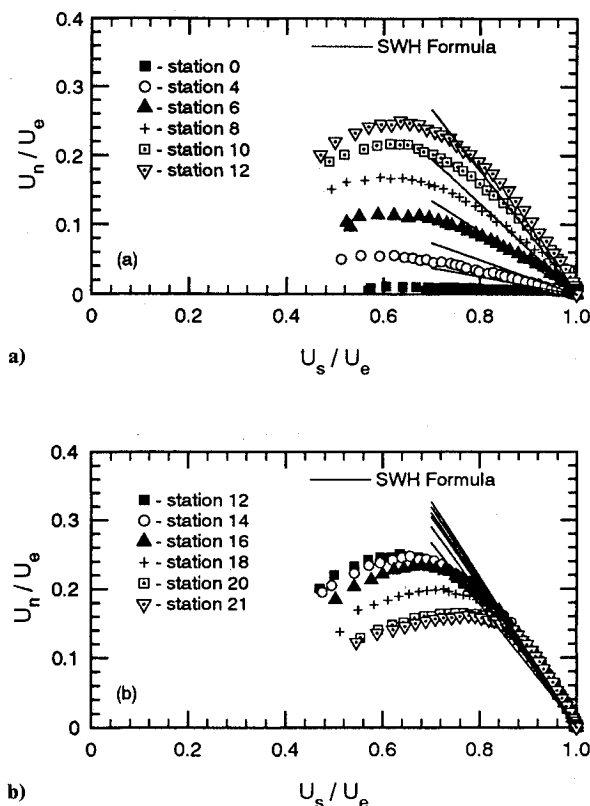 0.4
0.3
0.2
0.1
0
U_n / U_e
SWH Formula
■ - station 0
○ - station 4
▲ - station 6
+ - station 8
⊡ - station 10
▽ - station 12
(a)
0 0.2 0.4 0.6 0.8 1.0
U_s / U_e
a)
0.4
0.3
0.2
0.1
0
U_n / U_e
SWH Formula
■ - station 12
○ - station 14
▲ - station 16
+ - station 18
⊡ - station 20
▽ - station 21
(b)
0 0.2 0.4 0.6 0.8 1.0
U_s / U_e
b)